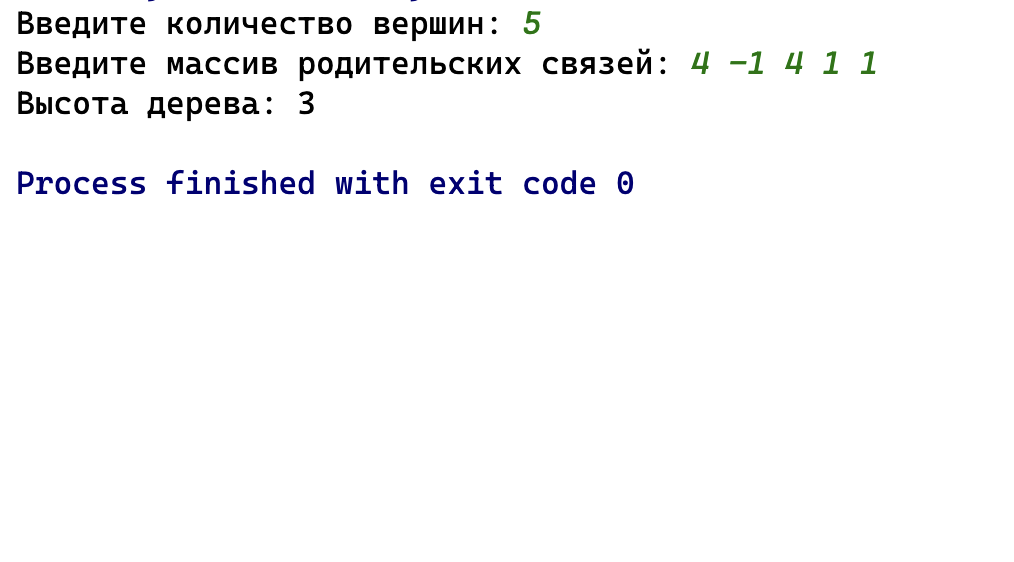 Введите количество вершин: 5
Введите массив родительских связей: 4 -1 4 1 1
Высота дерева: 3
Process finished with exit code 0